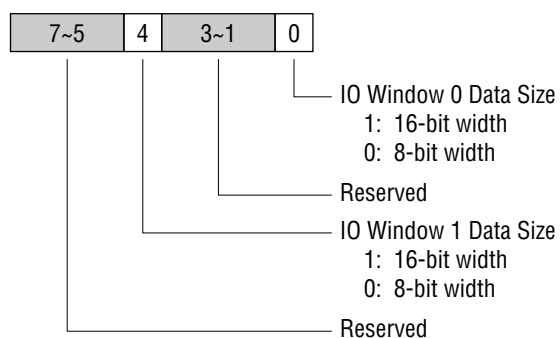 7~5 4 3~1 0
IO Window 0 Data Size
1: 16-bit width
0: 8-bit width
Reserved
IO Window 1 Data Size
1: 16-bit width
0: 8-bit width
Reserved